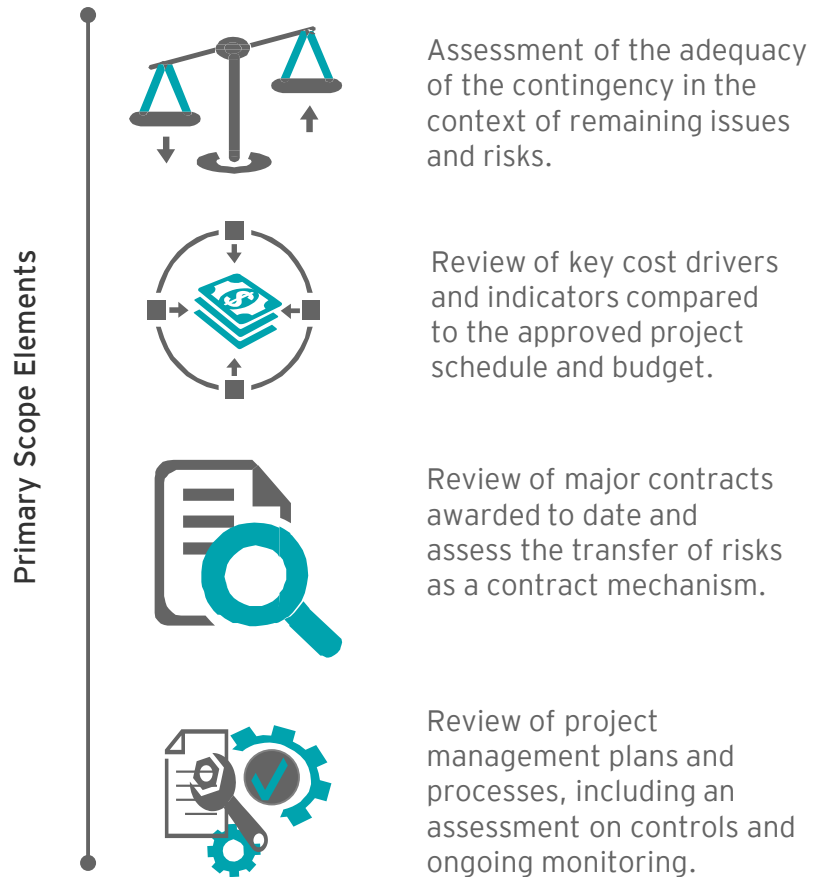 Primary Scope Elements
Assessment of the adequacy
of the contingency in the
context of remaining issues
and risks.
Review of key cost drivers
and indicators compared
to the approved project
schedule and budget.
Review of major contracts
awarded to date and
assess the transfer of risks
as a contract mechanism.
Review of project
management plans and
processes, including an
assessment on controls and
ongoing monitoring.